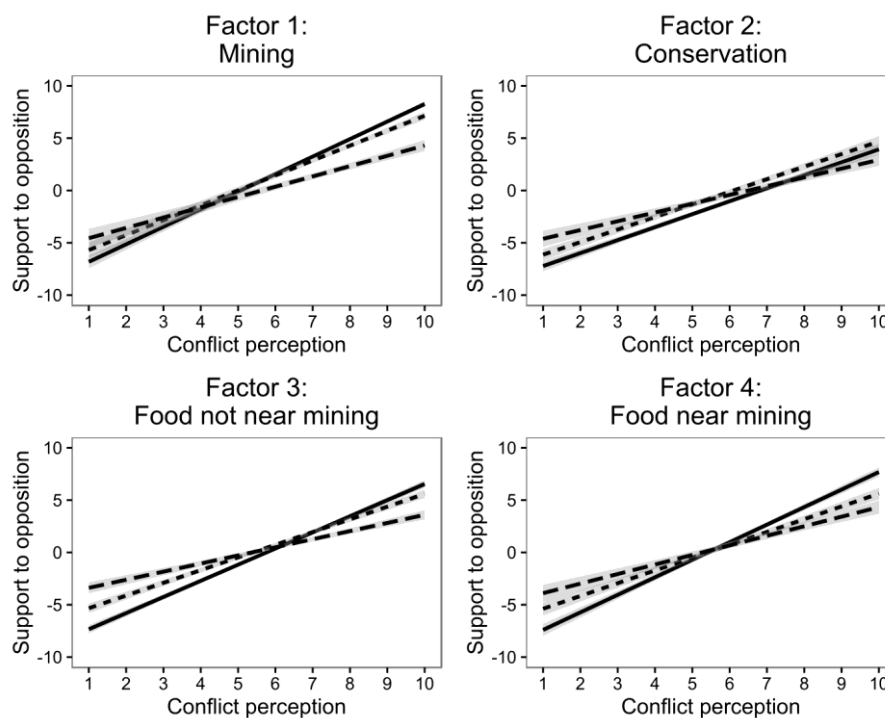 Factor 1:
Mining
Support to opposition
10
5
0
-5
-10
1 2 3 4 5 6 7 8 9 10
Conflict perception
Factor 2:
Conservation
Support to opposition
10
5
0
-5
-10
1 2 3 4 5 6 7 8 9 10
Conflict perception
Factor 3:
Food not near mining
Support to opposition
10
5
0
-5
-10
1 2 3 4 5 6 7 8 9 10
Conflict perception
Factor 4:
Food near mining
Support to opposition
10
5
0
-5
-10
1 2 3 4 5 6 7 8 9 10
Conflict perception